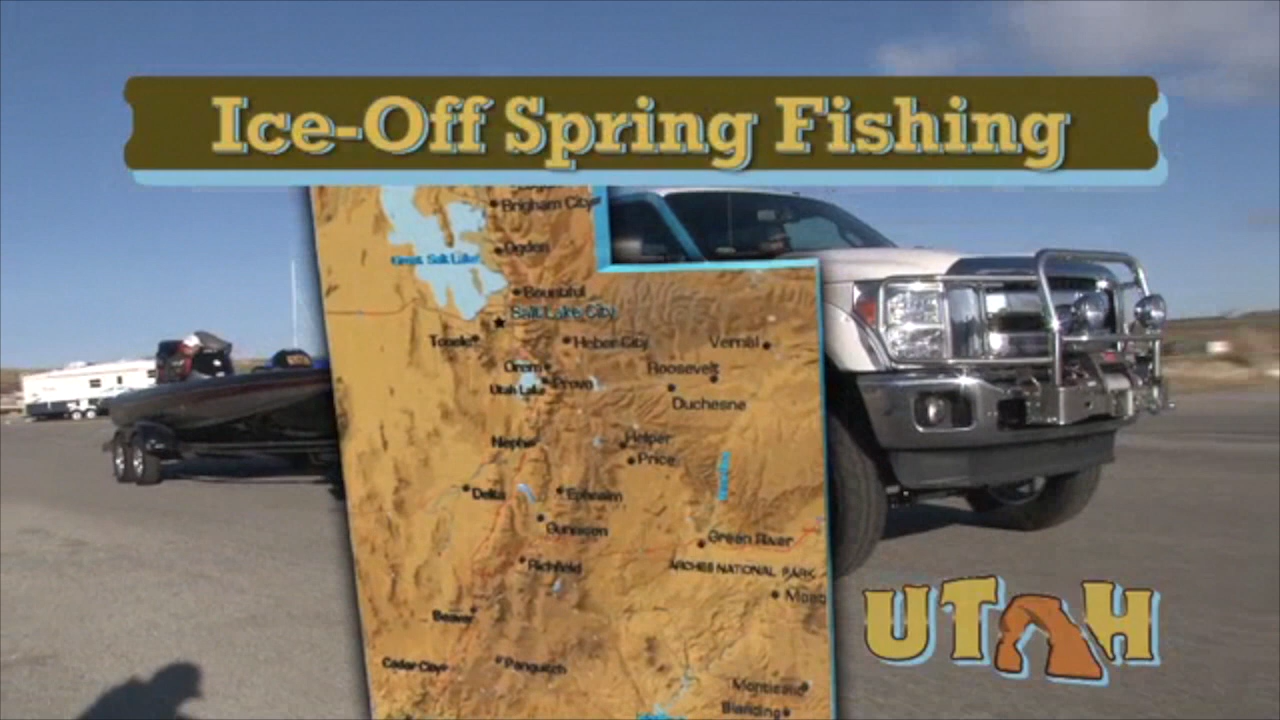 Ice-Off Spring Fishing
Brigham City
Ogden
Great Salt Lake
Bountiful
Salt Lake City
Tooele
Heber City
Vernal
Orem
Roosevelt
Utah Lake
Provo
Duchesne
Nephi
Helper
Price
Delta
Ephraim
Gunnison
Green River
Richfield
ARCHES NATIONAL PARK
Moab
Beaver
UTAH
Cedar City
Panguitch
Monticello
Blanding